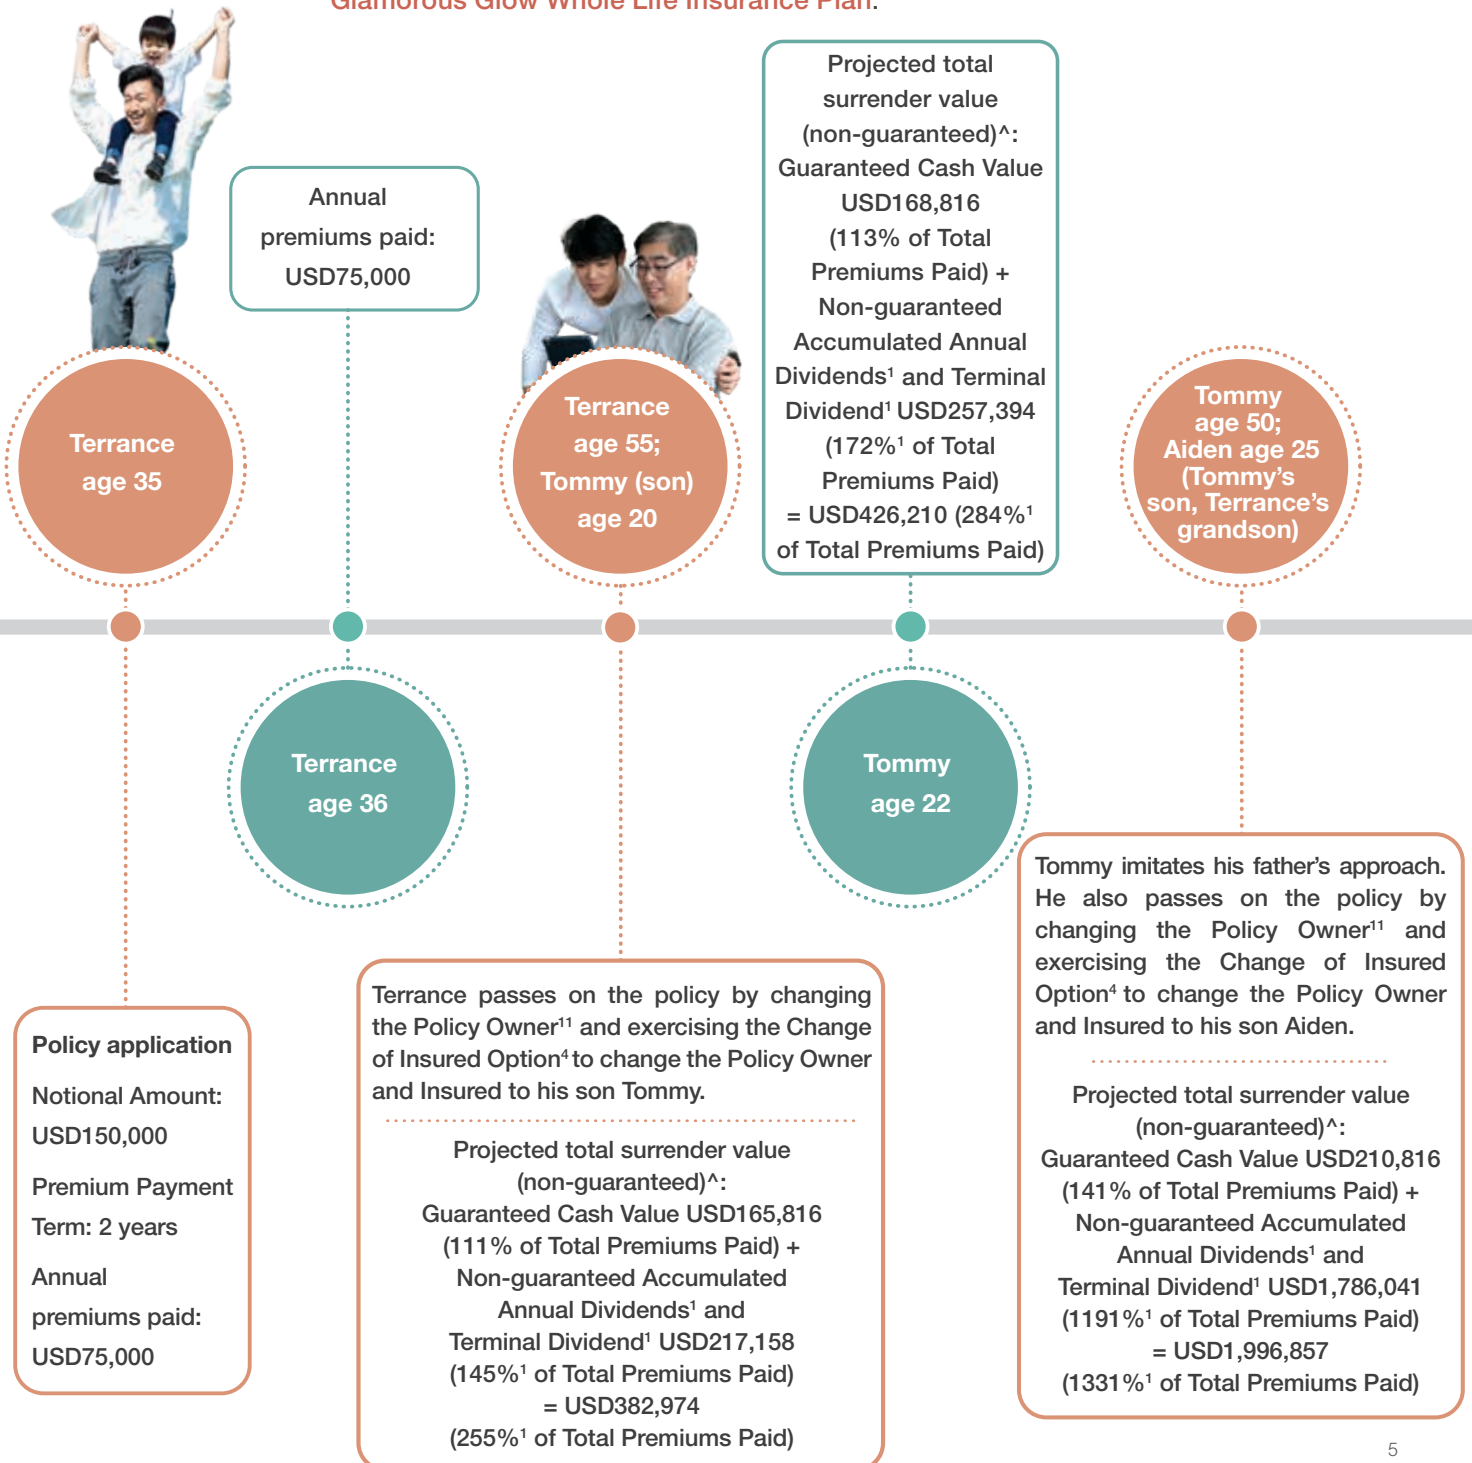 Glamorous Glow Whole Life Insurance Plan.
Terrance
age 35
Policy application
Notional Amount:
USD150,000
Premium Payment
Term: 2 years
Annual
premiums paid:
USD75,000
Annual
premiums paid:
USD75,000
Terrance
age 36
Terrance
age 55;
Tommy (son)
age 20
Terrance passes on the policy by changing
the Policy Owner¹¹ and exercising the Change
of Insured Option⁴ to change the Policy Owner
and Insured to his son Tommy.
Projected total surrender value
(non-guaranteed)^:
Guaranteed Cash Value USD165,816
(111% of Total Premiums Paid) +
Non-guaranteed Accumulated
Annual Dividends¹ and
Terminal Dividend¹ USD217,158
(145%¹ of Total Premiums Paid)
= USD382,974
(255%¹ of Total Premiums Paid)
Projected total
surrender value
(non-guaranteed)^:
Guaranteed Cash Value
USD168,816
(113% of Total
Premiums Paid) +
Non-guaranteed
Accumulated Annual
Dividends¹ and Terminal
Dividend¹ USD257,394
(172%¹ of Total
Premiums Paid)
= USD426,210 (284%¹
of Total Premiums Paid)
Tommy
age 22
Tommy
age 50;
Aiden age 25
(Tommy's
son, Terrance's
grandson)
Tommy imitates his father's approach.
He also passes on the policy by
changing the Policy Owner¹¹ and
exercising the Change of Insured
Option⁴ to change the Policy Owner
and Insured to his son Aiden.
Projected total surrender value
(non-guaranteed)^:
Guaranteed Cash Value USD210,816
(141% of Total Premiums Paid) +
Non-guaranteed Accumulated
Annual Dividends¹ and
Terminal Dividend¹ USD1,786,041
(1191%¹ of Total Premiums Paid)
= USD1,996,857
(1331%¹ of Total Premiums Paid)
5